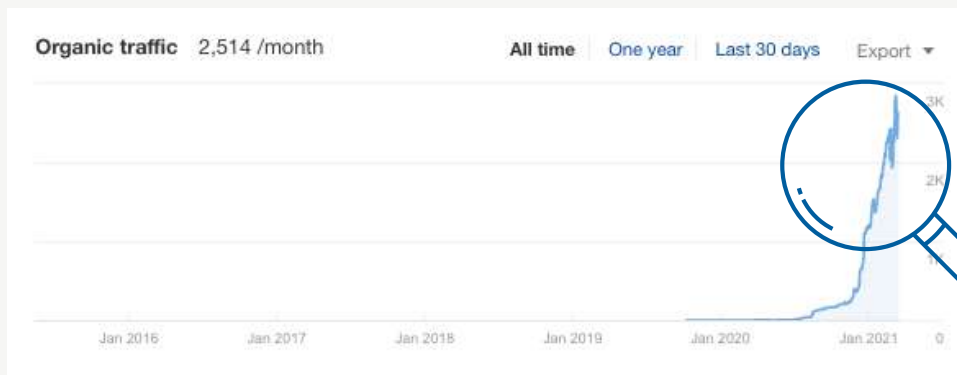 Organic traffic 2,514 /month All time One year Last 30 days Export
3K
2K
1K
Jan 2016 Jan 2017 Jan 2018 Jan 2019 Jan 2020 Jan 2021 0